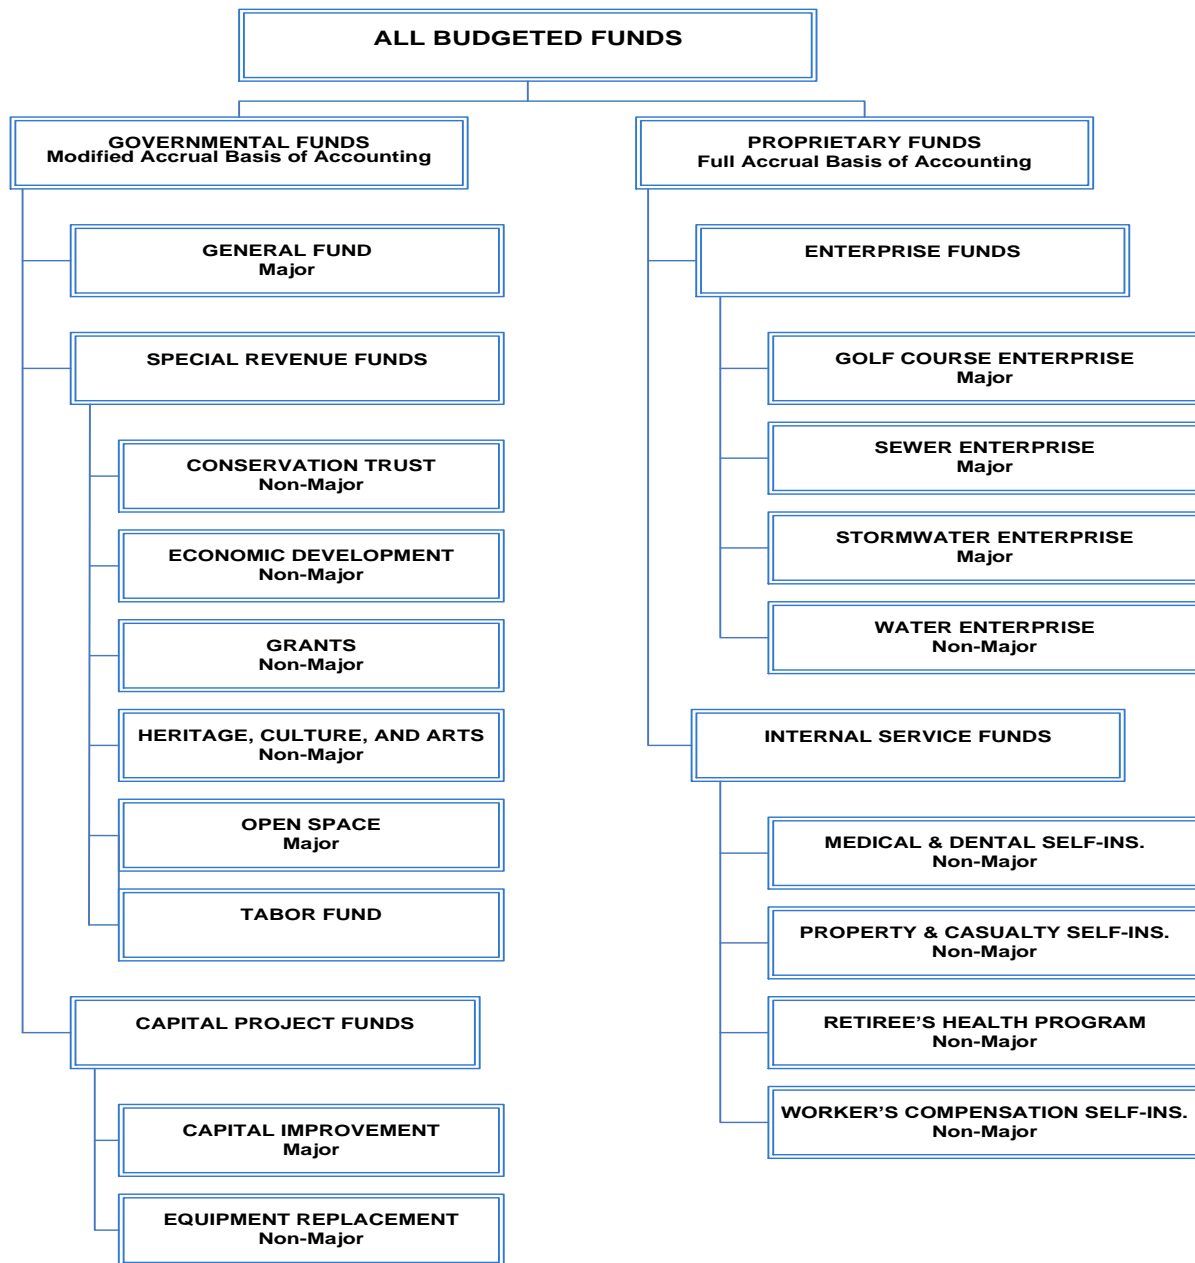 ALL BUDGETED FUNDS
GOVERNMENTAL FUNDS
Modified Accrual Basis of Accounting
GENERAL FUND
Major
SPECIAL REVENUE FUNDS
CONSERVATION TRUST
Non-Major
ECONOMIC DEVELOPMENT
Non-Major
GRANTS
Non-Major
HERITAGE, CULTURE, AND ARTS
Non-Major
OPEN SPACE
Major
TABOR FUND
CAPITAL PROJECT FUNDS
CAPITAL IMPROVEMENT
Major
EQUIPMENT REPLACEMENT
Non-Major
PROPRIETARY FUNDS
Full Accrual Basis of Accounting
ENTERPRISE FUNDS
GOLF COURSE ENTERPRISE
Major
SEWER ENTERPRISE
Major
STORMWATER ENTERPRISE
Major
WATER ENTERPRISE
Non-Major
INTERNAL SERVICE FUNDS
MEDICAL & DENTAL SELF-INS.
Non-Major
PROPERTY & CASUALTY SELF-INS.
Non-Major
RETIREE’S HEALTH PROGRAM
Non-Major
WORKER’S COMPENSATION SELF-INS.
Non-Major